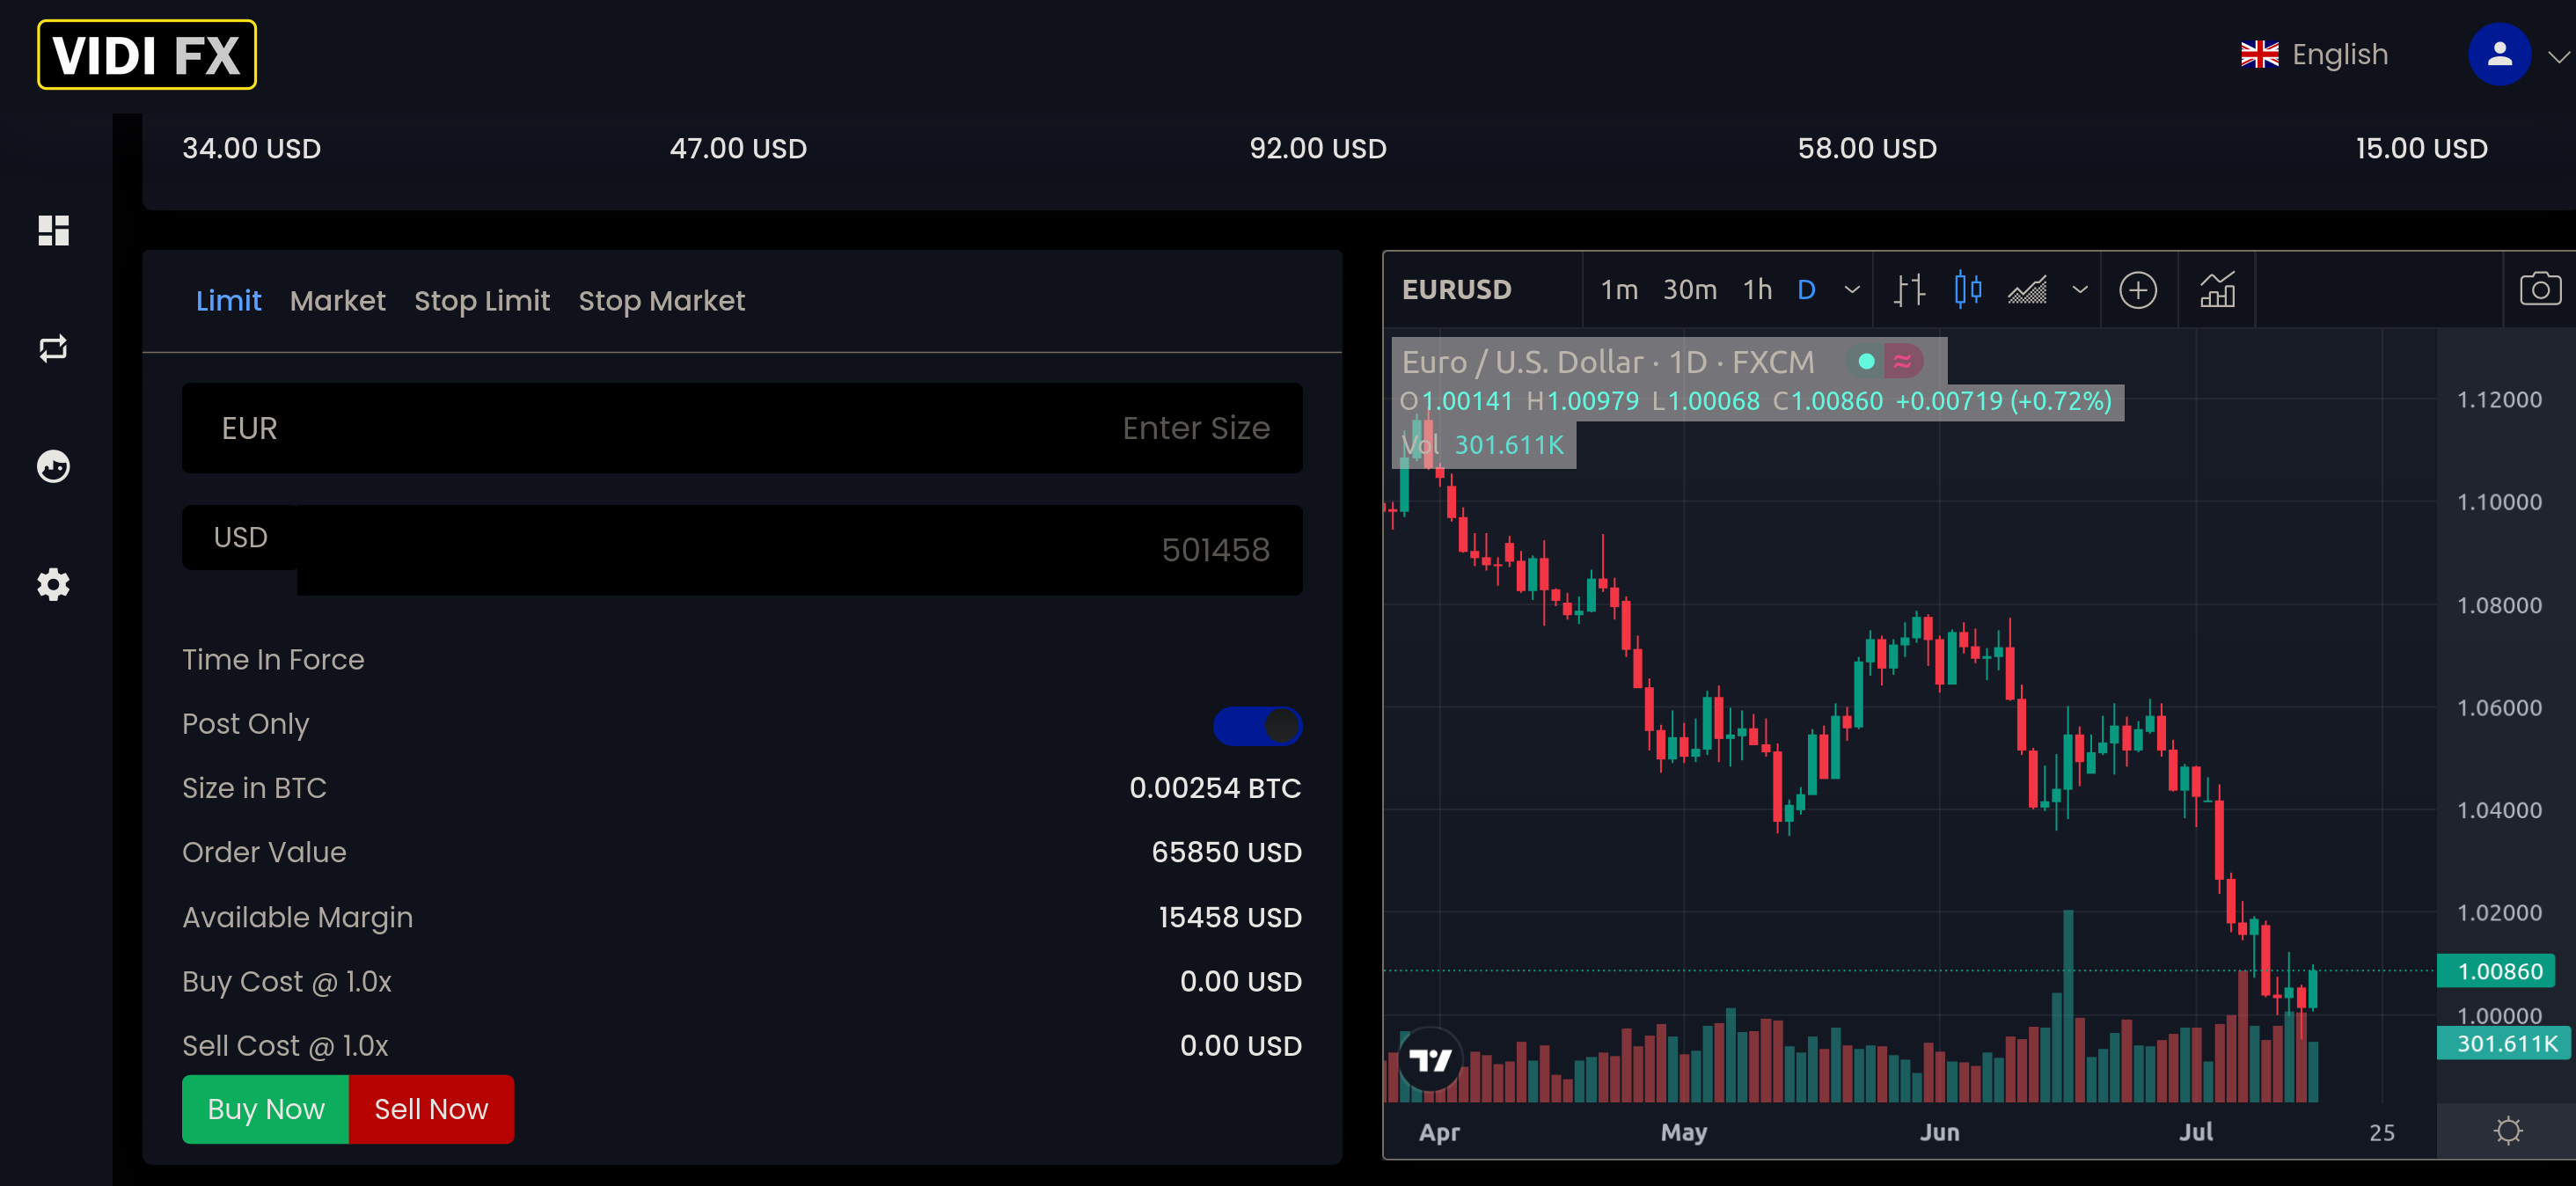 VIDI FX
English
34.00 USD 47.00 USD 92.00 USD 58.00 USD 15.00 USD
Limit Market Stop Limit Stop Market
EUR Enter Size
USD 501458
Time In Force
Post Only
Size in BTC 0.00254 BTC
Order Value 65850 USD
Available Margin 15458 USD
Buy Cost @ 1.0x 0.00 USD
Sell Cost @ 1.0x 0.00 USD
Buy Now Sell Now
EURUSD 1m 30m 1h D
Euro / U.S. Dollar · 1D · FXCM
O1.00141 H1.00979 L1.00068 C1.00860 +0.00719 (+0.72%)
Vol 301.611K
1.12000
1.10000
1.08000
1.06000
1.04000
1.02000
1.00860
1.00000
301.611K
Apr May Jun Jul 25